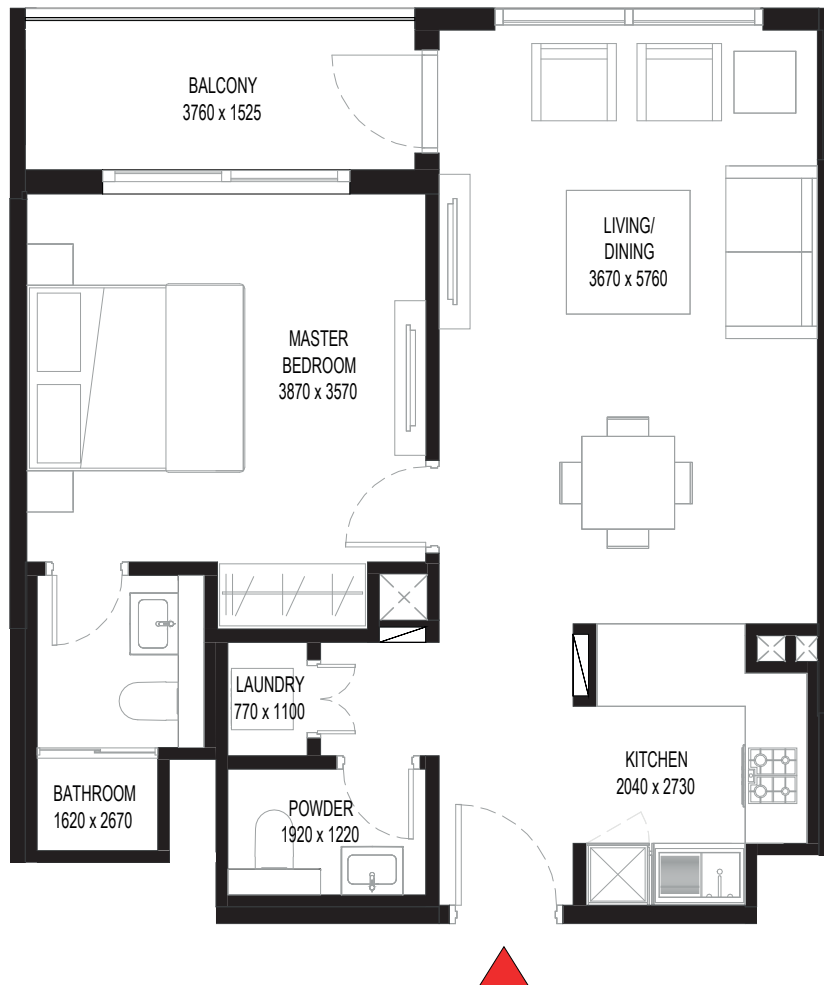 BALCONY
3760 x 1525
LIVING/
DINING
3670 x 5760
MASTER
BEDROOM
3870 x 3570
LAUNDRY
770 x 1100
KITCHEN
2040 x 2730
BATHROOM
1620 x 2670
POWDER
1920 x 1220